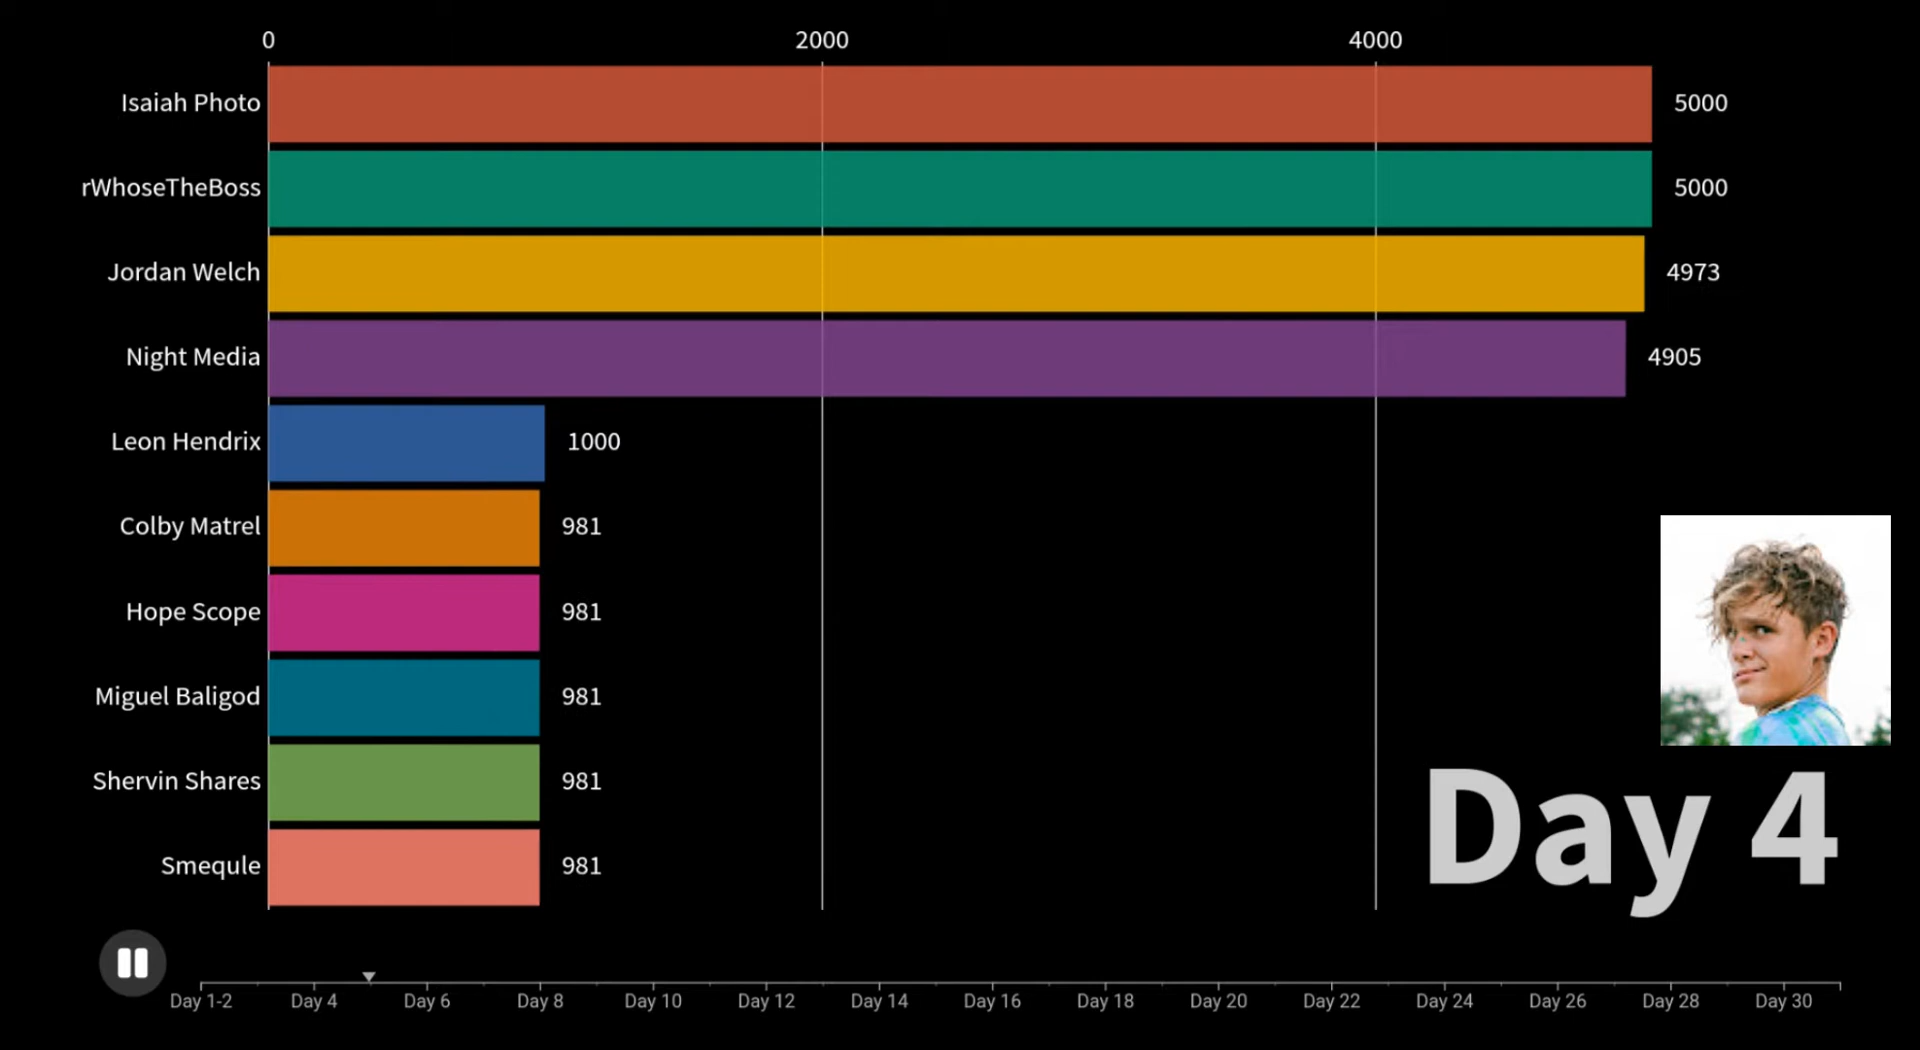 0 2000 4000
Isaiah Photo 5000
rWhoseTheBoss 5000
Jordan Welch 4973
Night Media 4905
Leon Hendrix 1000
Colby Matrel 981
Hope Scope 981
Miguel Baligod 981
Shervin Shares 981
Smequle 981
Day 4
Day 1-2 Day 4 Day 6 Day 8 Day 10 Day 12 Day 14 Day 16 Day 18 Day 20 Day 22 Day 24 Day 26 Day 28 Day 30